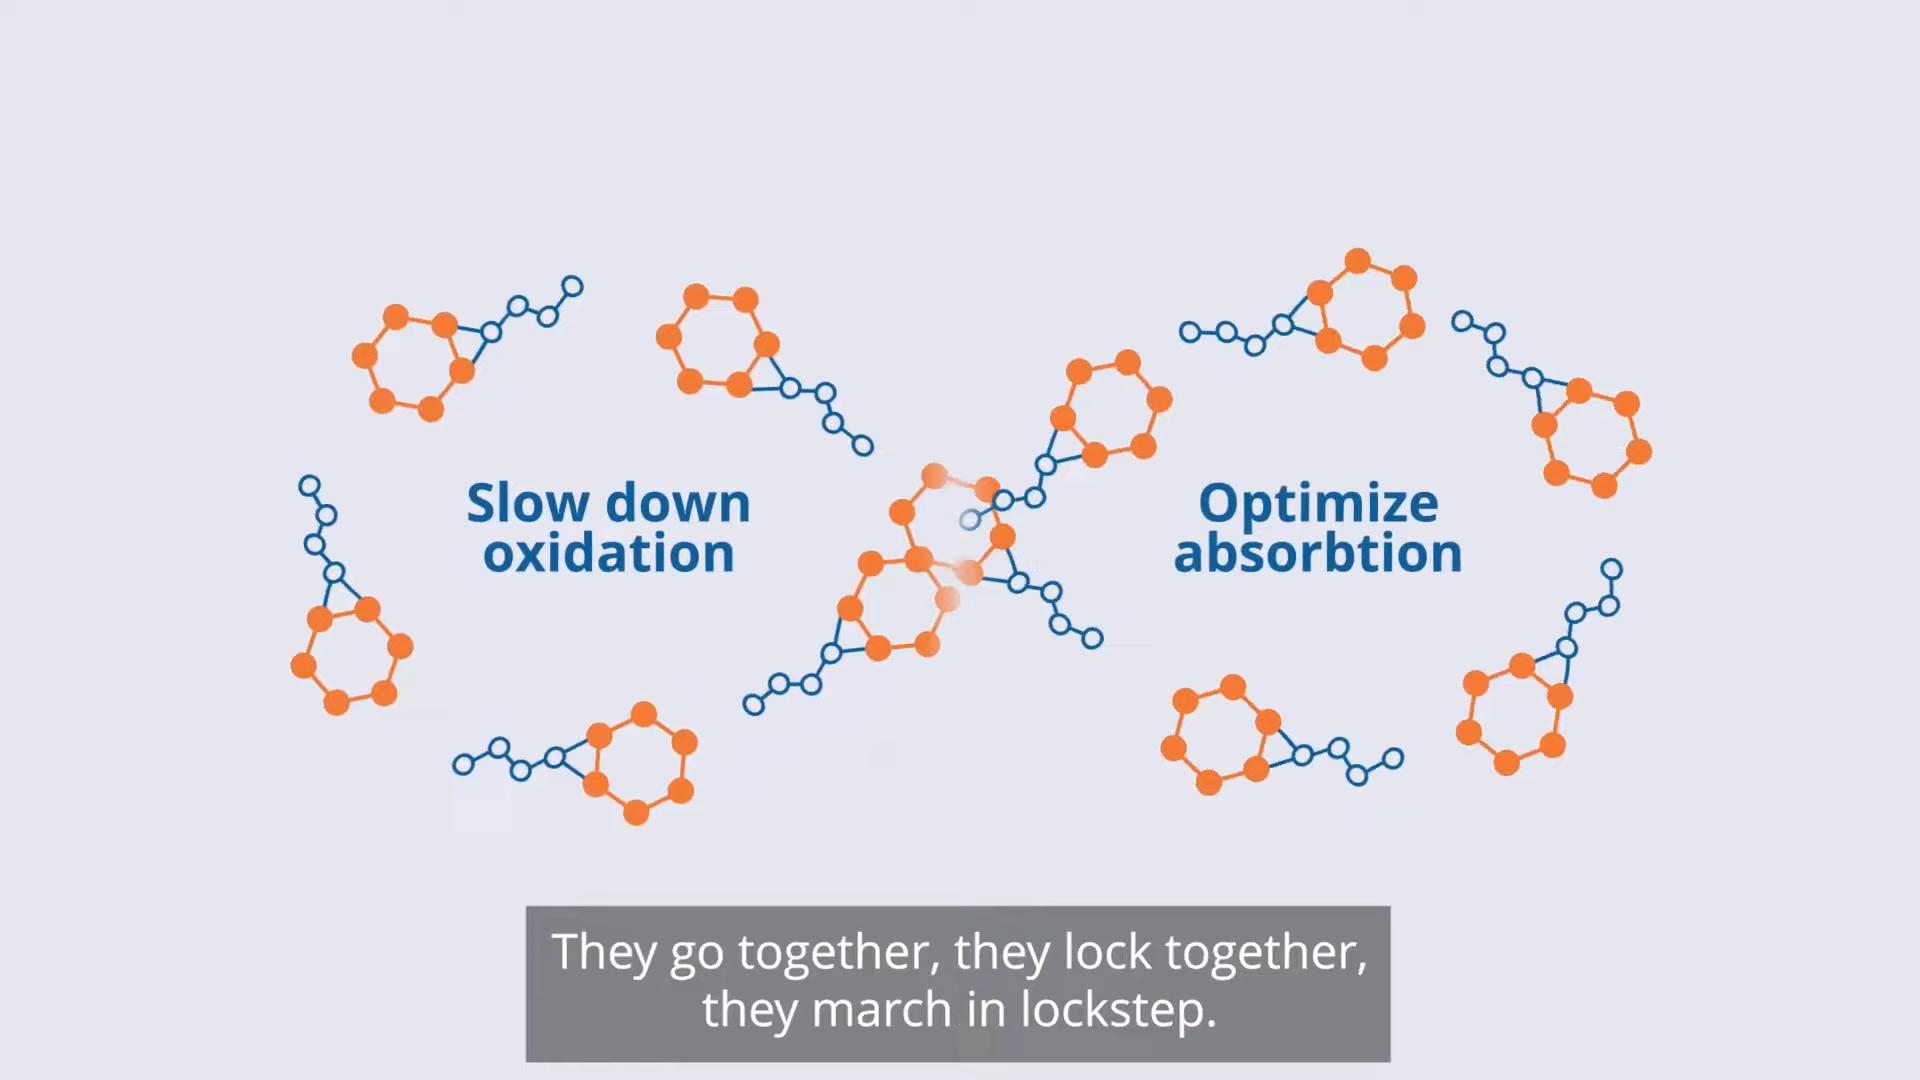 Slow down
oxidation
Optimize
absorbtion
They go together, they lock together,
they march in lockstep.